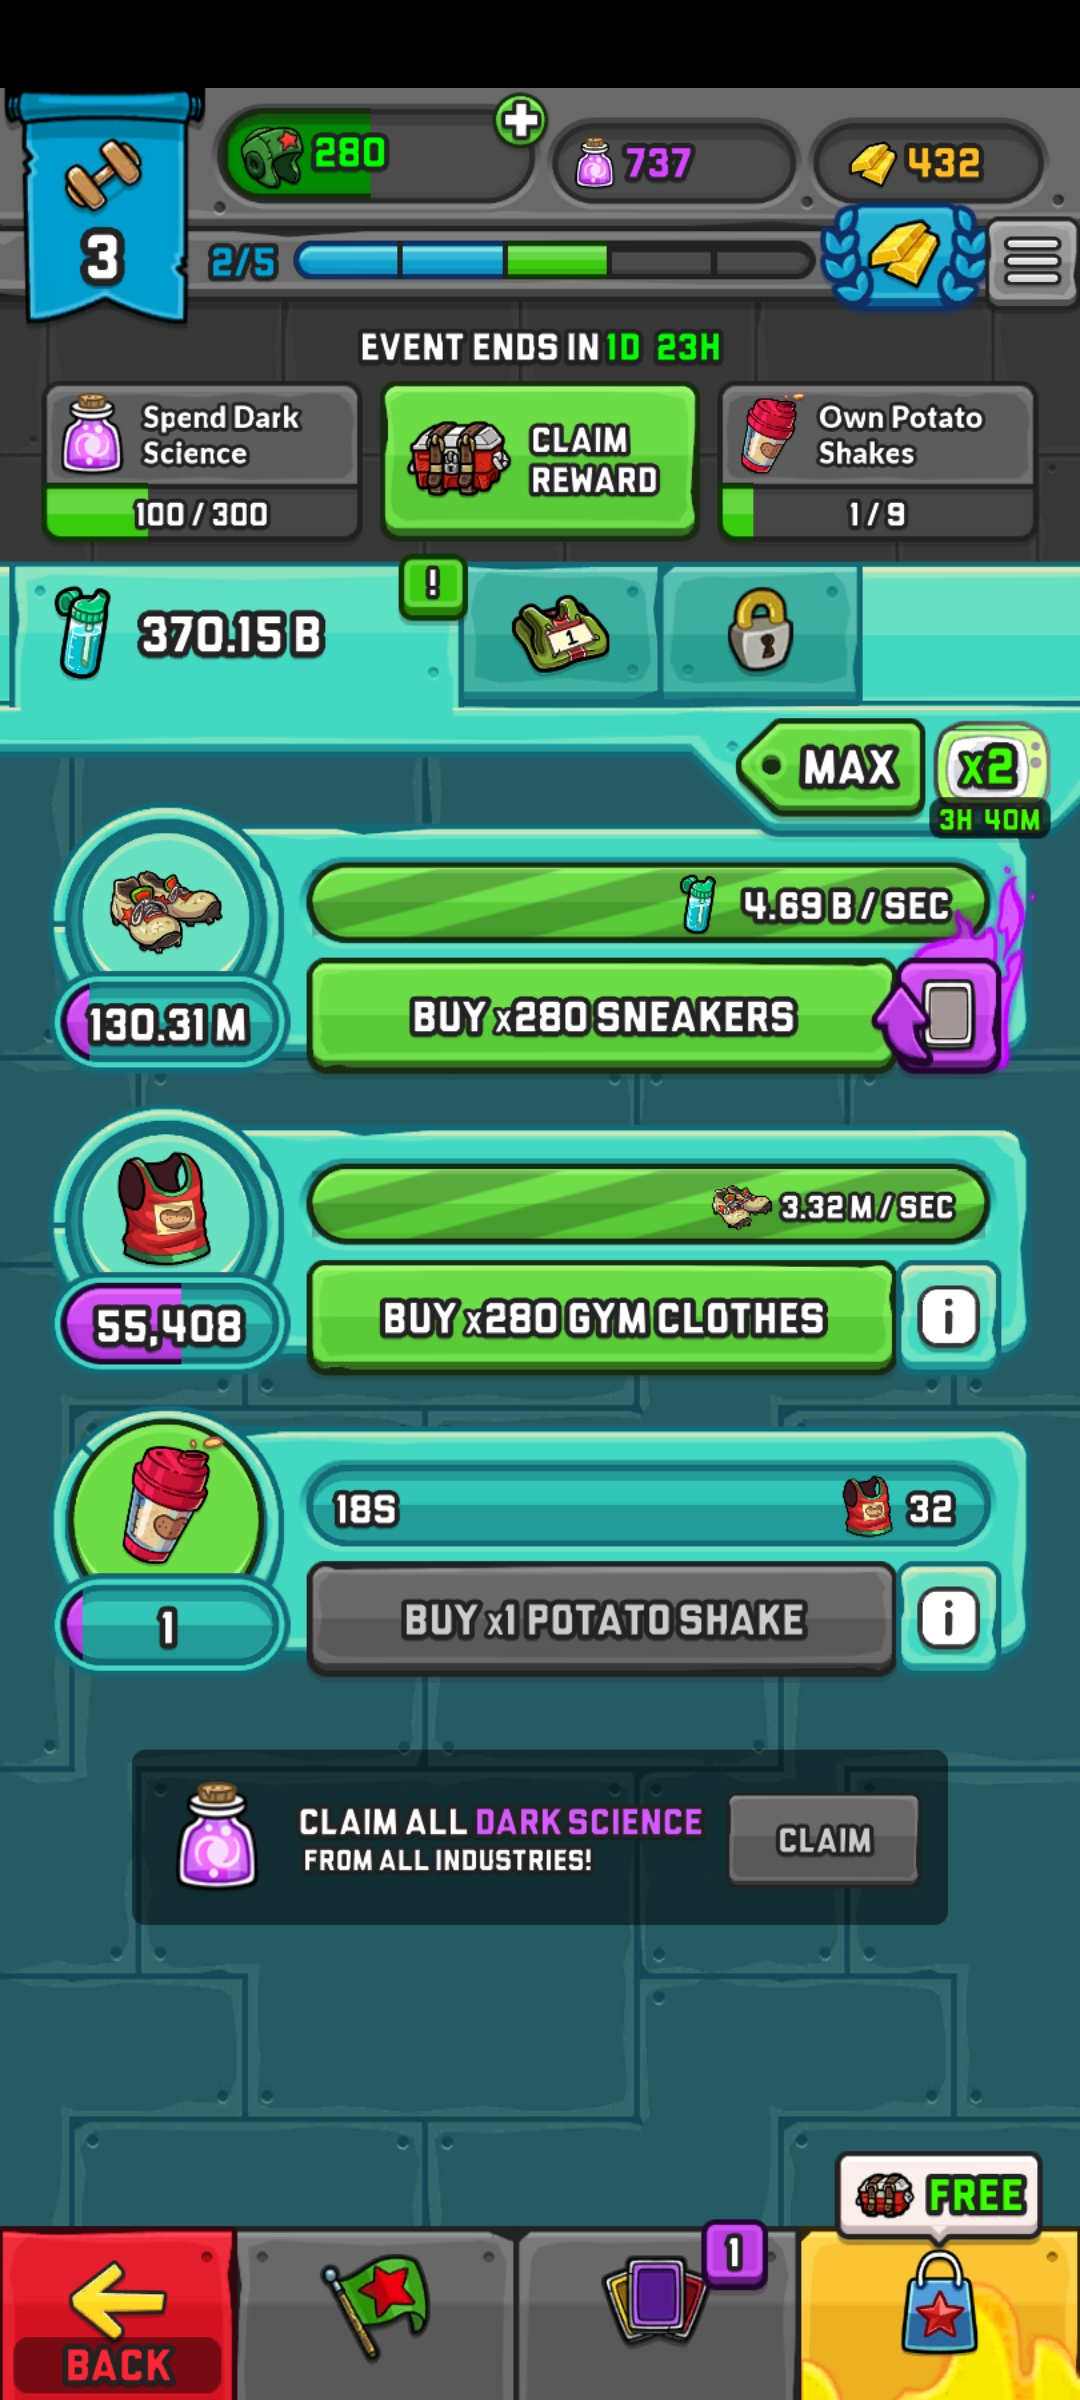 280
737
432
3
2/5
EVENT ENDS IN 1D 23H
Spend Dark
Science
100 / 300
CLAIM
REWARD
Own Potato
Shakes
1 / 9
!
370.15 B
1
MAX
x2
3H 40M
4.69 B / SEC
130.31 M
BUY x280 SNEAKERS
3.32 M / SEC
55,408
BUY x280 GYM CLOTHES
i
18S
32
1
BUY x1 POTATO SHAKE
i
CLAIM ALL DARK SCIENCE
FROM ALL INDUSTRIES!
CLAIM
FREE
1
BACK